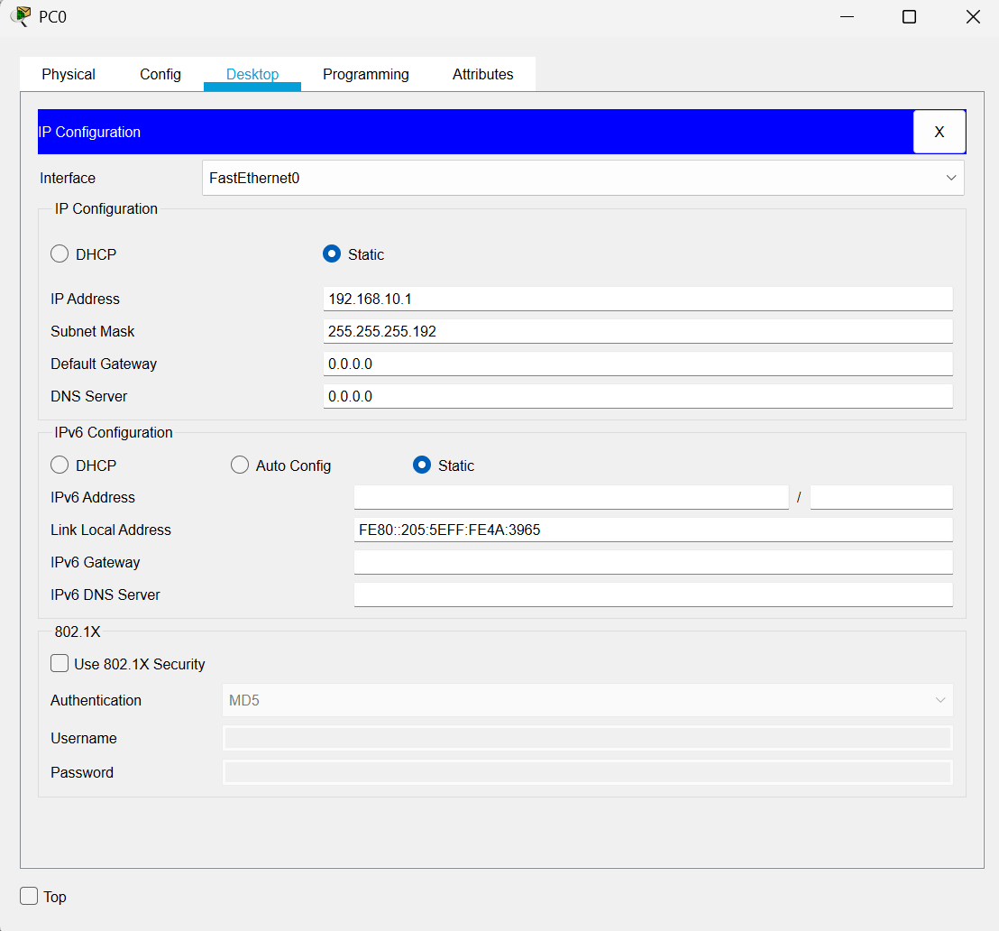 PC0
Physical Config Desktop Programming Attributes
IP Configuration X
Interface FastEthernet0
IP Configuration
DHCP Static
IP Address 192.168.10.1
Subnet Mask 255.255.255.192
Default Gateway 0.0.0.0
DNS Server 0.0.0.0
IPv6 Configuration
DHCP Auto Config Static
IPv6 Address /
Link Local Address FE80::205:5EFF:FE4A:3965
IPv6 Gateway
IPv6 DNS Server
802.1X
Use 802.1X Security
Authentication MD5
Username
Password
Top